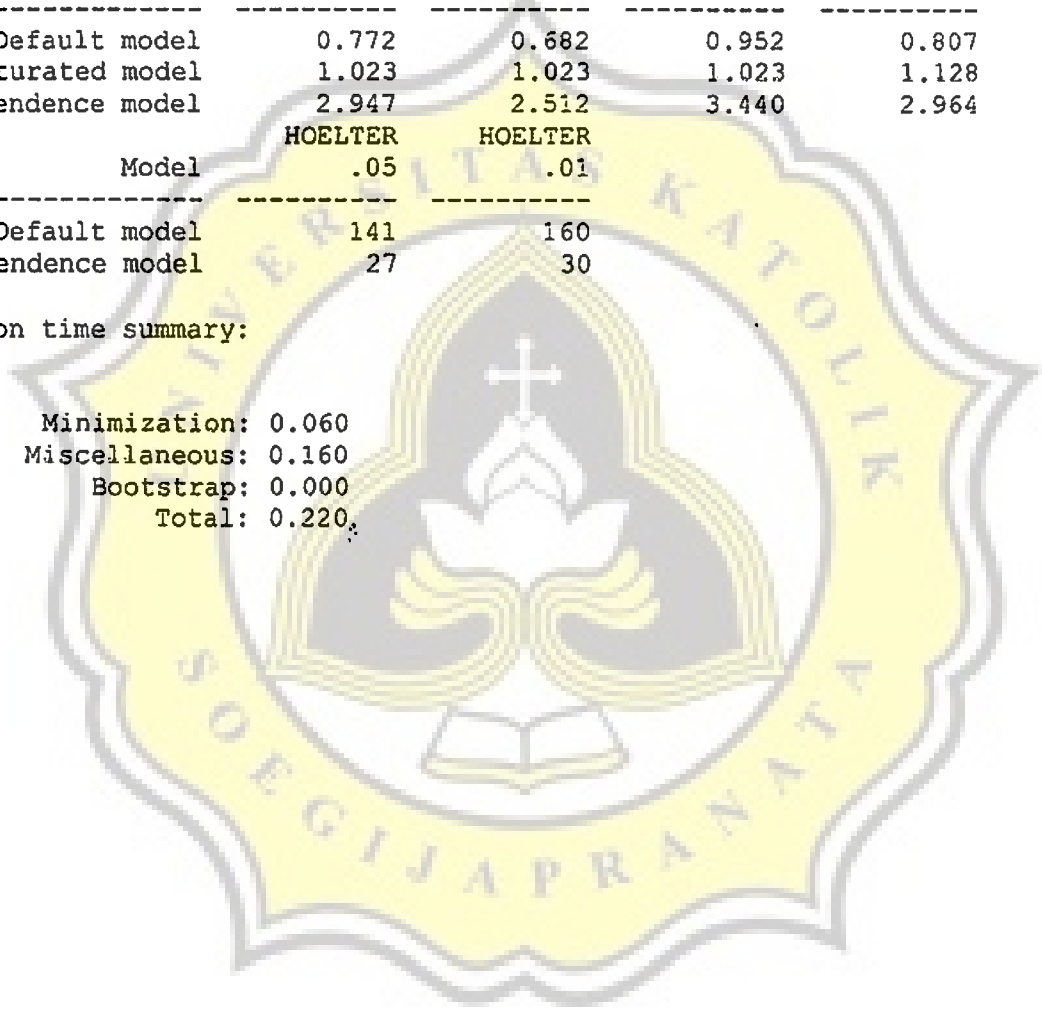 ------------- ---------- ---------- ---------- ----------
Default model 0.772 0.682 0.952 0.807
turated model 1.023 1.023 1.023 1.128
endence model 2.947 2.512 3.440 2.964
HOELTER HOELTER
Model .05 .01
------------- ---------- ----------
Default model 141 160
endence model 27 30
on time summary:
Minimization: 0.060
Miscellaneous: 0.160
Bootstrap: 0.000
Total: 0.220
UNIVERSITAS KATOLIK
SOEGIJAPRANATA